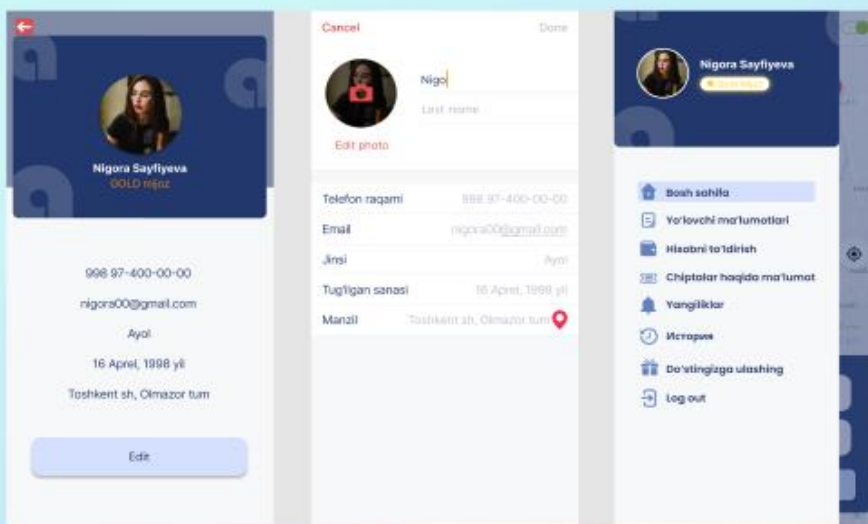 Nigora Sayfiyeva
GOLD mijoz
998 97-400-00-00
nigora00@gmail.com
Ayol
16 Aprel, 1998 yil
Toshkent sh, Olmazor tum
Edit
Cancel
Done
Nigo
Last name
Edit photo
Telefon raqami 998 97-400-00-00
Email nigora00@gmail.com
Jinsi Ayol
Tug'ilgan sanasi 16 Aprel, 1998 yil
Manzil Toshkent sh, Olmazor tum
Nigora Sayfiyeva
Bosh sahifa
Yo'lovchi ma'lumotlari
Hisobni to'ldirish
Chiptalar haqida ma'lumot
Yangiliklar
История
Do'stingizga ulashing
Log out